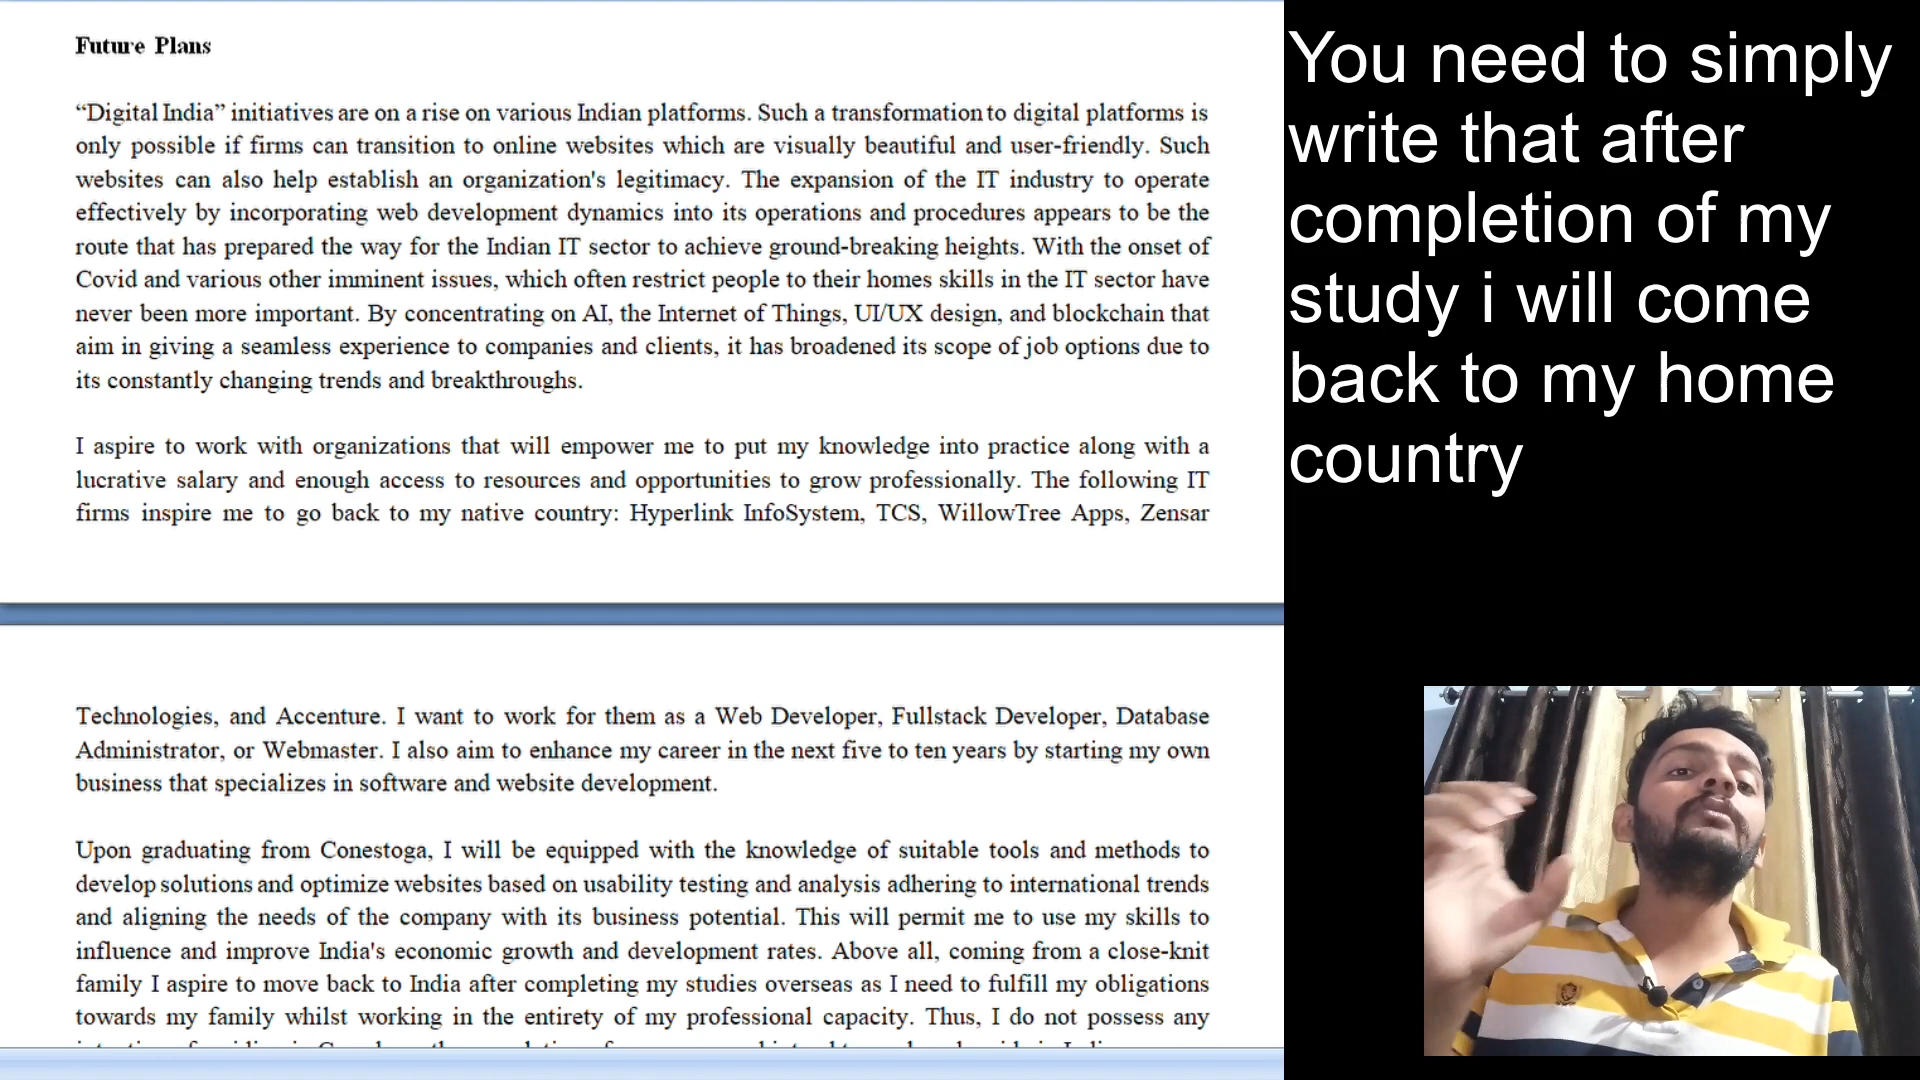 Future Plans
“Digital India” initiatives are on a rise on various Indian platforms. Such a transformation to digital platforms is
only possible if firms can transition to online websites which are visually beautiful and user-friendly. Such
websites can also help establish an organization's legitimacy. The expansion of the IT industry to operate
effectively by incorporating web development dynamics into its operations and procedures appears to be the
route that has prepared the way for the Indian IT sector to achieve ground-breaking heights. With the onset of
Covid and various other imminent issues, which often restrict people to their homes skills in the IT sector have
never been more important. By concentrating on AI, the Internet of Things, UI/UX design, and blockchain that
aim in giving a seamless experience to companies and clients, it has broadened its scope of job options due to
its constantly changing trends and breakthroughs.
I aspire to work with organizations that will empower me to put my knowledge into practice along with a
lucrative salary and enough access to resources and opportunities to grow professionally. The following IT
firms inspire me to go back to my native country: Hyperlink InfoSystem, TCS, WillowTree Apps, Zensar
Technologies, and Accenture. I want to work for them as a Web Developer, Fullstack Developer, Database
Administrator, or Webmaster. I also aim to enhance my career in the next five to ten years by starting my own
business that specializes in software and website development.
Upon graduating from Conestoga, I will be equipped with the knowledge of suitable tools and methods to
develop solutions and optimize websites based on usability testing and analysis adhering to international trends
and aligning the needs of the company with its business potential. This will permit me to use my skills to
influence and improve India's economic growth and development rates. Above all, coming from a close-knit
family I aspire to move back to India after completing my studies overseas as I need to fulfill my obligations
towards my family whilst working in the entirety of my professional capacity. Thus, I do not possess any
You need to simply
write that after
completion of my
study i will come
back to my home
country